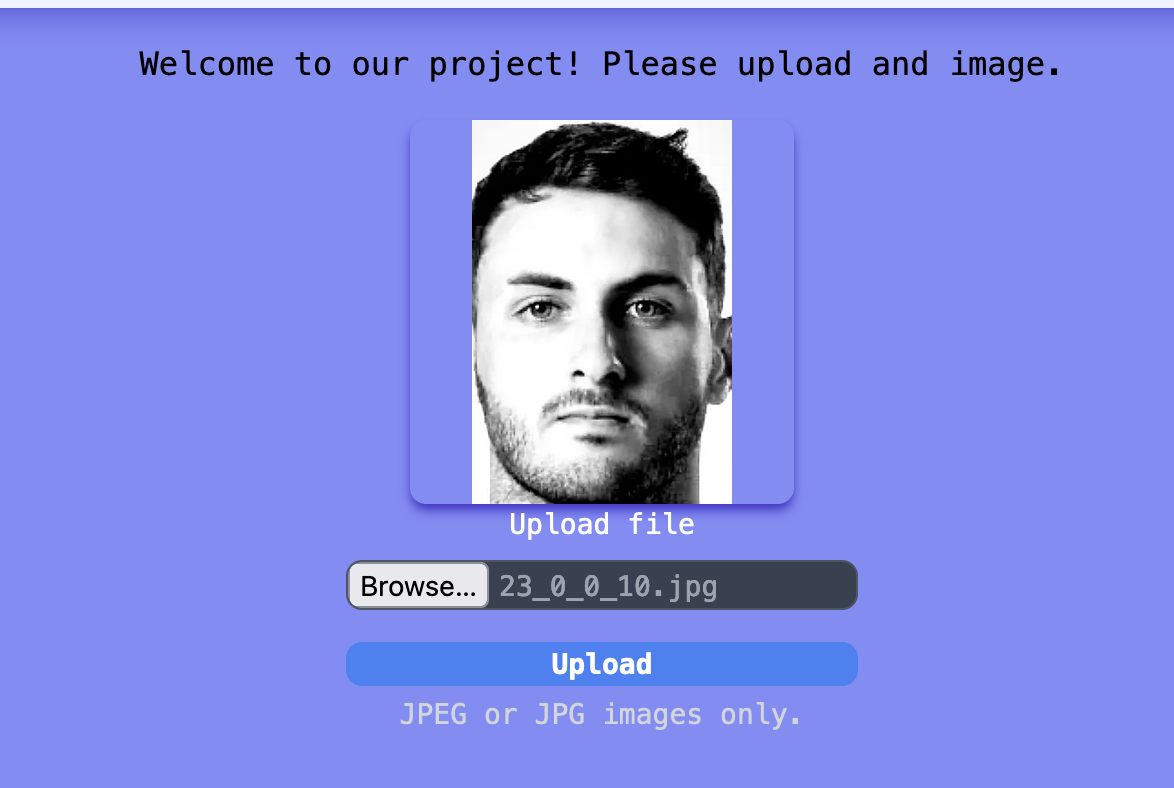 Welcome to our project! Please upload and image.
Upload file
Browse... 23_0_0_10.jpg
Upload
JPEG or JPG images only.